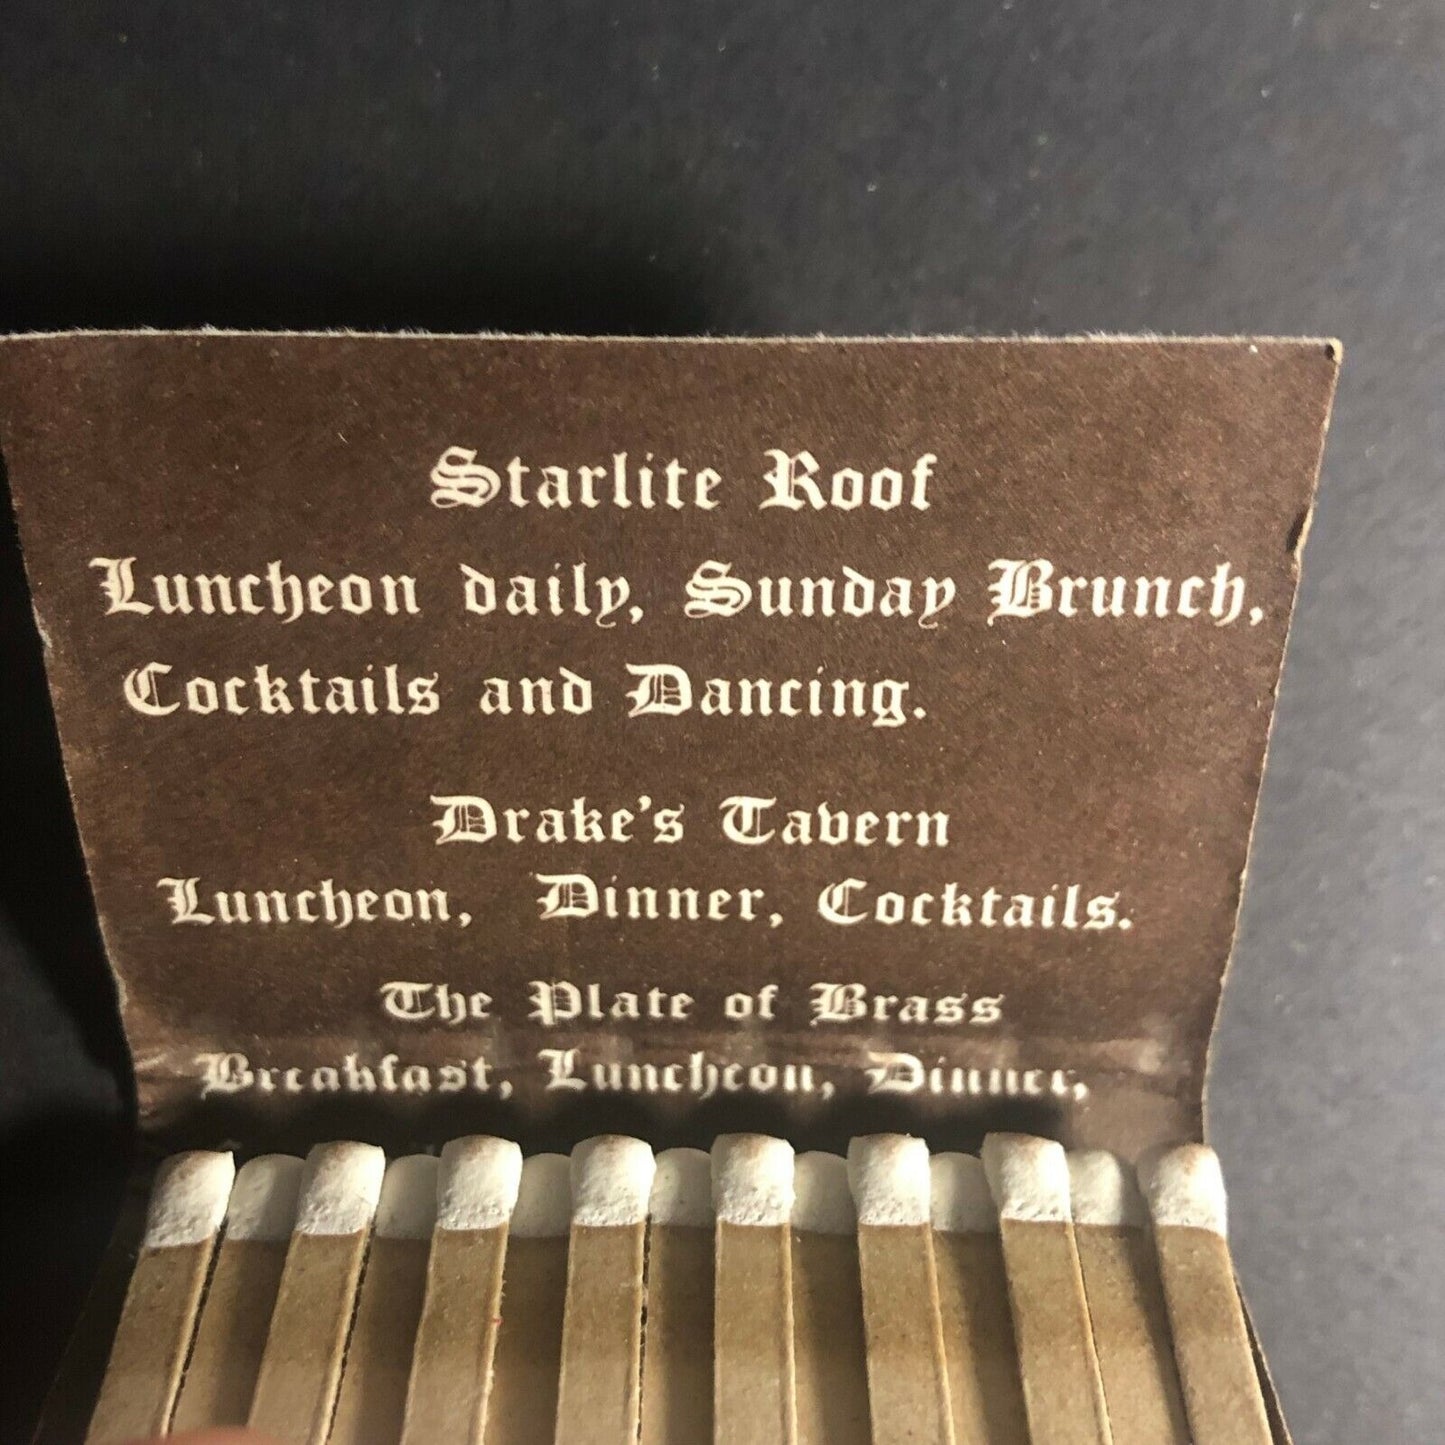 Starlite Roof
Luncheon daily, Sunday Brunch,
Cocktails and Dancing.
Drake's Tavern
Luncheon, Dinner, Cocktails.
The Plate of Brass
Breakfast, Luncheon, Dinner,